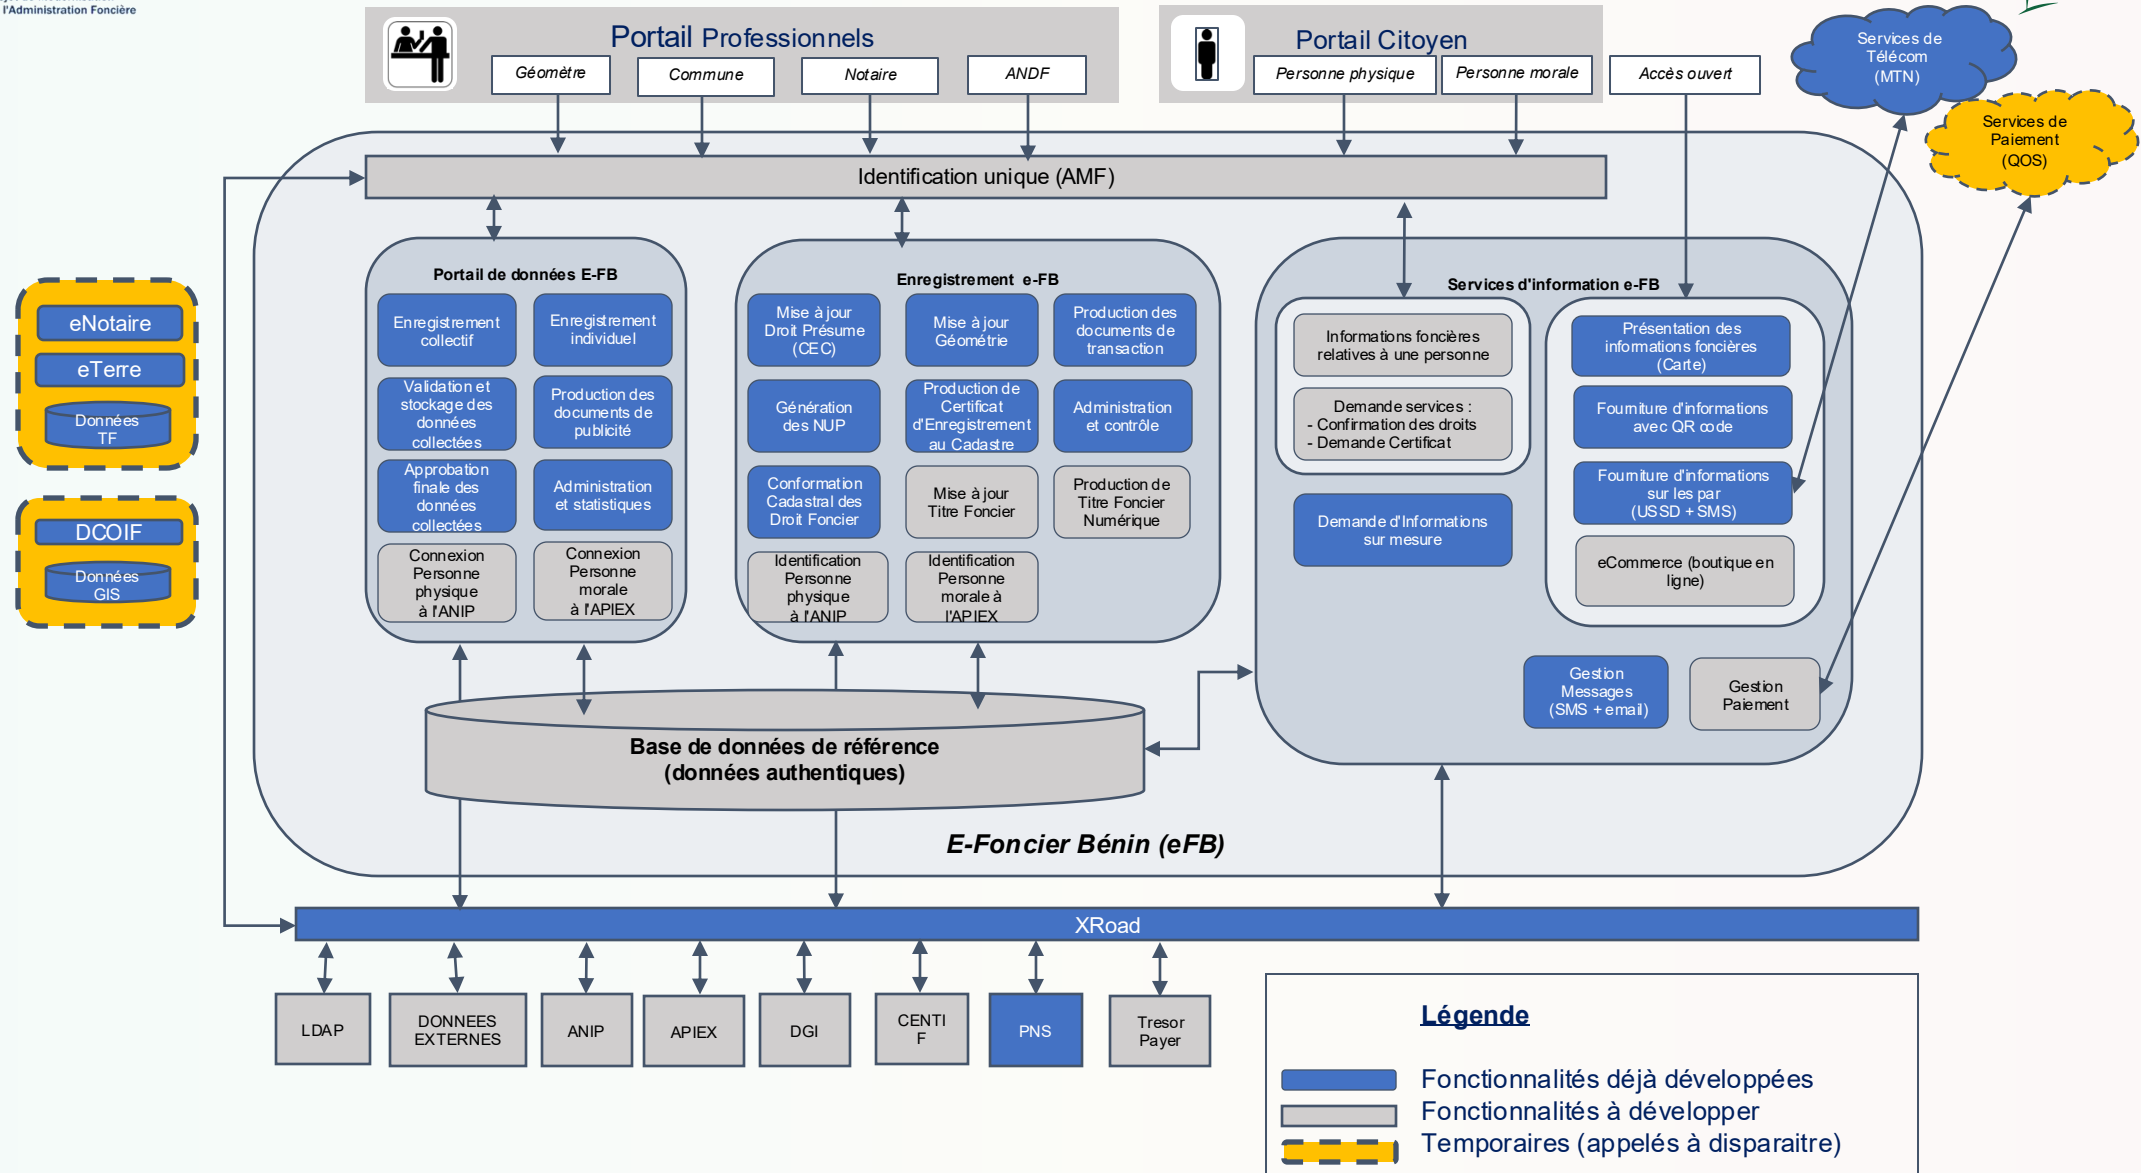 l'Administration Foncière
Portail Professionnels
Géomètre
Commune
Notaire
ANDF
Portail Citoyen
Personne physique
Personne morale
Accès ouvert
Services de
Télécom
(MTN)
Services de
Paiement
(QOS)
Identification unique (AMF)
eNotaire
eTerre
Données
TF
DCOIF
Données
GIS
Portail de données E-FB
Enregistrement
collectif
Enregistrement
individuel
Validation et
stockage des
données
collectées
Production des
documents de
publicité
Approbation
finale des
données
collectées
Administration
et statistiques
Connexion
Personne
physique
à l'ANIP
Connexion
Personne
morale
à l'APIEX
Enregistrement e-FB
Mise à jour
Droit Présume
(CEC)
Mise à jour
Géométrie
Production des
documents de
transaction
Génération
des NUP
Production de
Certificat
d'Enregistrement
au Cadastre
Administration
et contrôle
Conformation
Cadastral des
Droit Foncier
Mise à jour
Titre Foncier
Production de
Titre Foncier
Numérique
Identification
Personne
physique
à l'ANIP
Identification
Personne
morale à
l'APIEX
Services d'information e-FB
Informations foncières
relatives à une personne
Demande services :
- Confirmation des droits
- Demande Certificat
Demande d'Informations
sur mesure
Présentation des
informations foncières
(Carte)
Fourniture d'informations
avec QR code
Fourniture d'informations
sur les par
(USSD + SMS)
eCommerce (boutique en
ligne)
Gestion
Messages
(SMS + email)
Gestion
Paiement
Base de données de référence
(données authentiques)
E-Foncier Bénin (eFB)
XRoad
LDAP
DONNEES
EXTERNES
ANIP
APIEX
DGI
CENTI
F
PNS
Tresor
Payer
Légende
Fonctionnalités déjà développées
Fonctionnalités à développer
Temporaires (appelés à disparaitre)